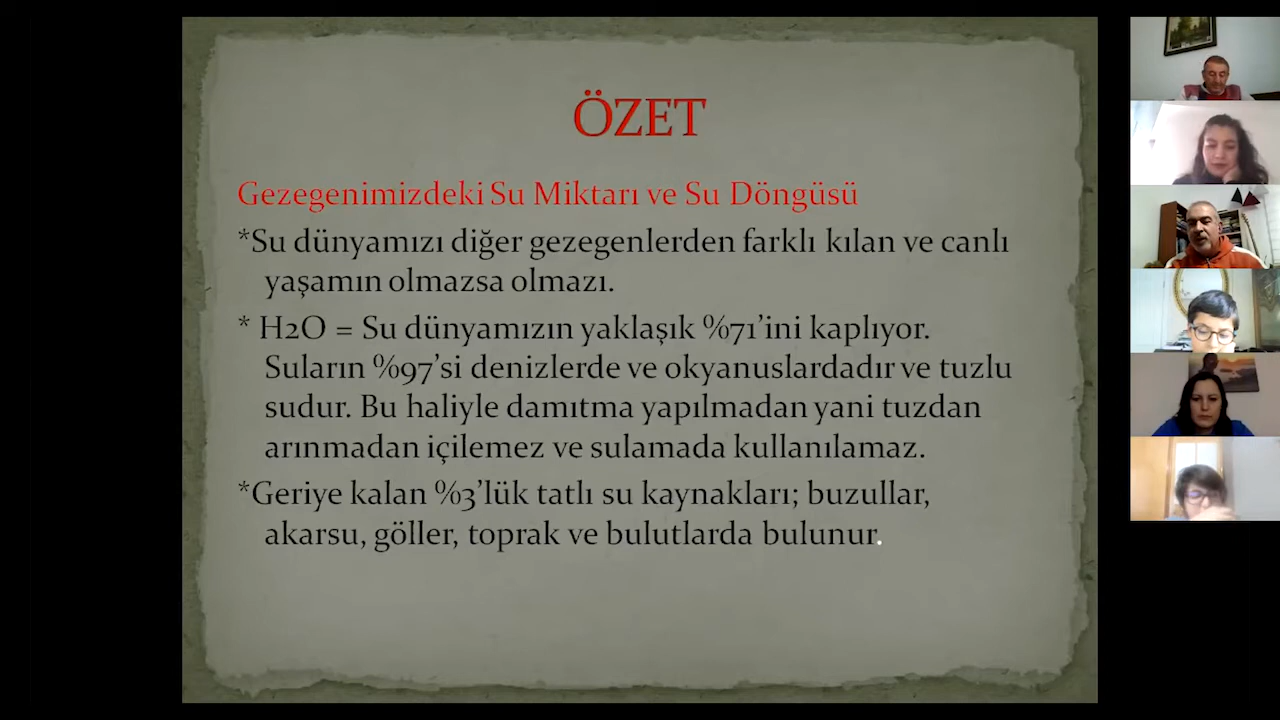 ÖZET
Gezegenimizdeki Su Miktarı ve Su Döngüsü
*Su dünyamızı diğer gezegenlerden farklı kılan ve canlı
yaşamın olmazsa olmazı.
* H2O = Su dünyamızın yaklaşık %71’ini kaplıyor.
Suların %97’si denizlerde ve okyanuslardadır ve tuzlu
sudur. Bu haliyle damıtma yapılmadan yani tuzdan
arınmadan içilemez ve sulamada kullanılamaz.
*Geriye kalan %3’lük tatlı su kaynakları; buzullar,
akarsu, göller, toprak ve bulutlarda bulunur.